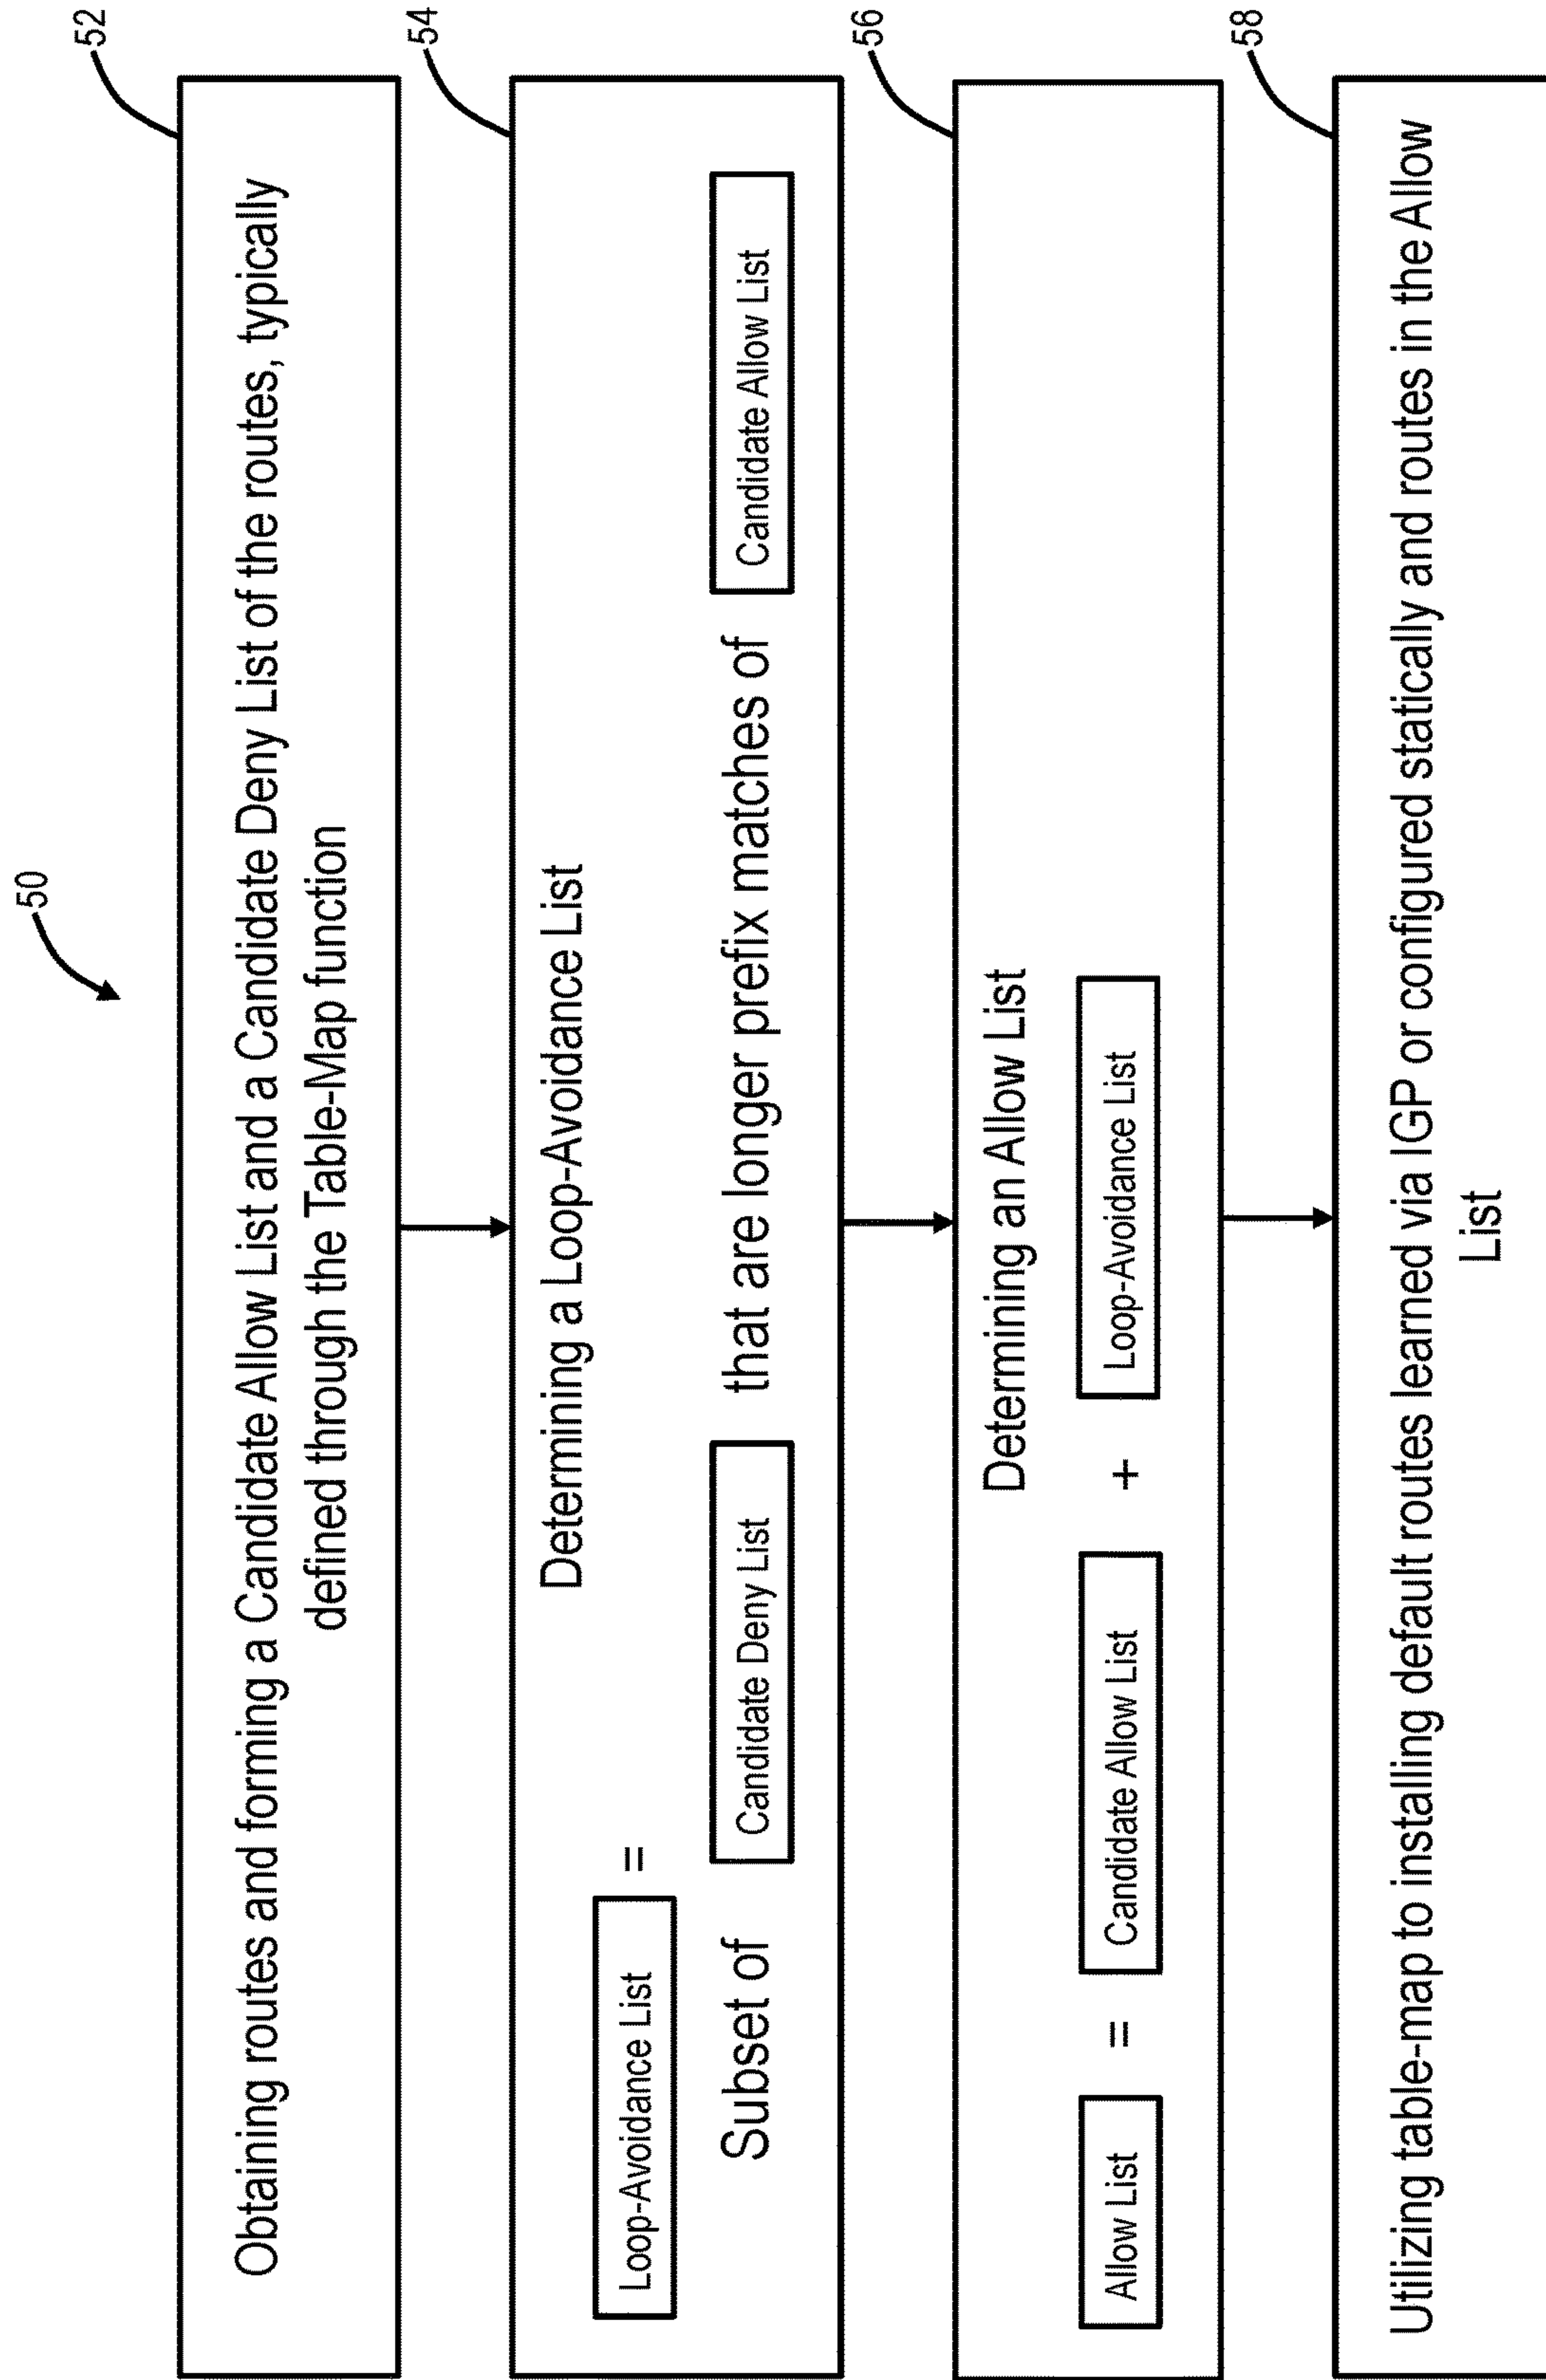 50
52
Obtaining routes and forming a Candidate Allow List and a Candidate Deny List of the routes, typically
defined through the Table-Map function
54
Determining a Loop-Avoidance List
Loop-Avoidance List =
Subset of Candidate Deny List that are longer prefix matches of Candidate Allow List
56
Determining an Allow List
Allow List = Candidate Allow List + Loop-Avoidance List
58
Utilizing table-map to installing default routes learned via IGP or configured statically and routes in the Allow
List